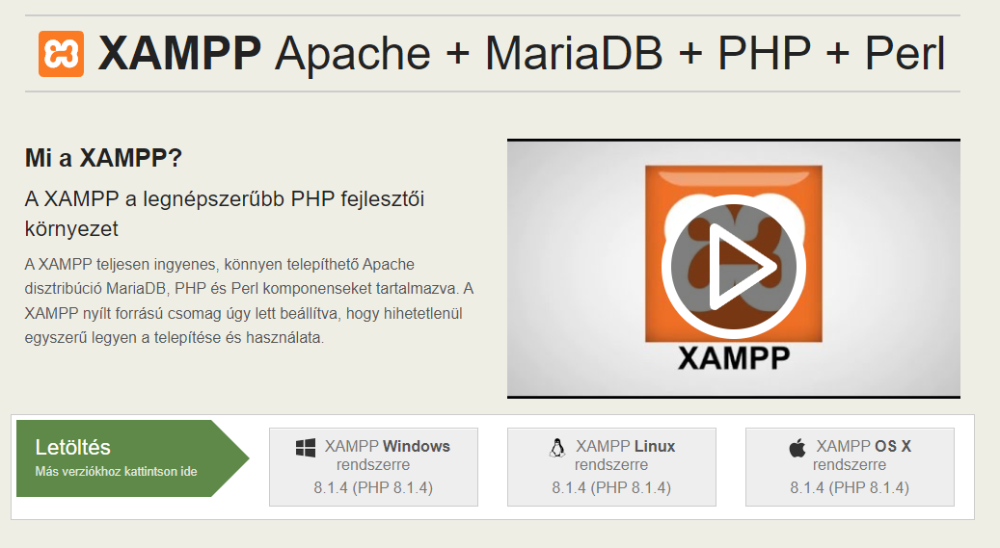 XAMPP Apache + MariaDB + PHP + Perl
Mi a XAMPP?
A XAMPP a legnépszerűbb PHP fejlesztői
környezet
A XAMPP teljesen ingyenes, könnyen telepíthető Apache
disztribúció MariaDB, PHP és Perl komponenseket tartalmazva. A
XAMPP nyílt forrású csomag úgy lett beállítva, hogy hihetetlenül
egyszerű legyen a telepítése és használata.
XAMPP
Letöltés
Más verziókhoz kattintson ide
XAMPP Windows
rendszerre
8.1.4 (PHP 8.1.4)
XAMPP Linux
rendszerre
8.1.4 (PHP 8.1.4)
XAMPP OS X
rendszerre
8.1.4 (PHP 8.1.4)